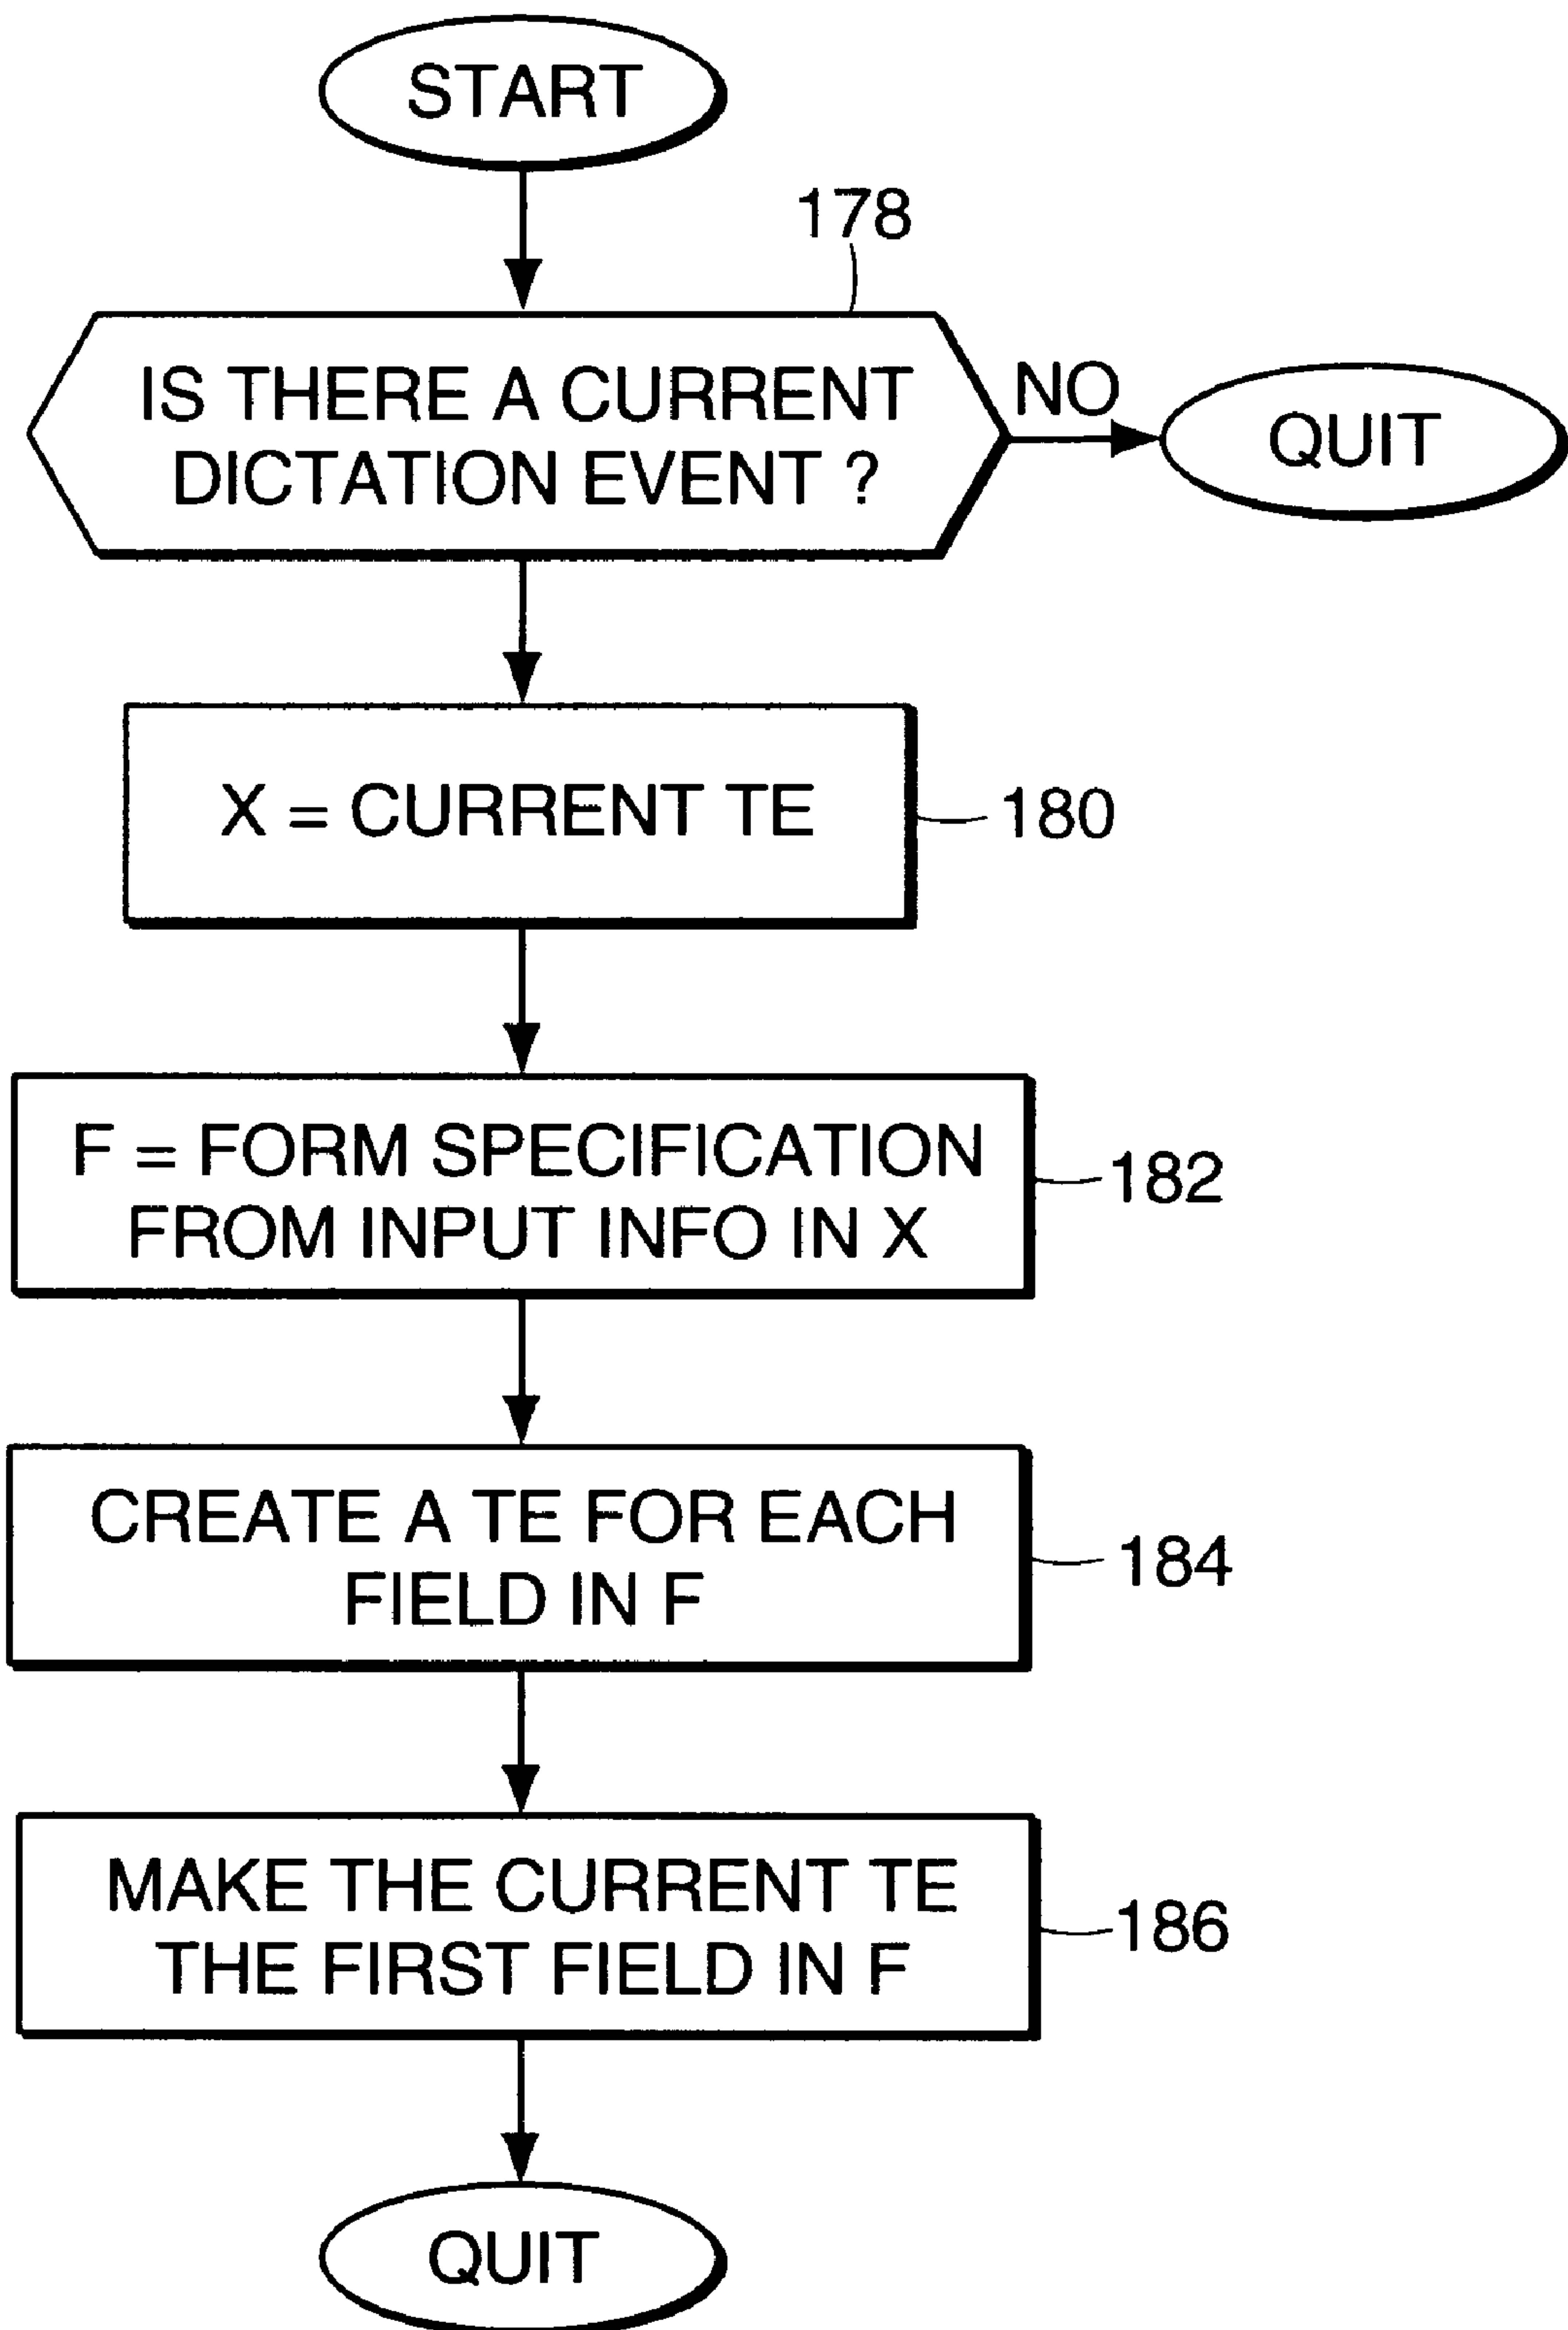 START
178
IS THERE A CURRENT
DICTATION EVENT ?
NO
QUIT
X = CURRENT TE
180
F = FORM SPECIFICATION
FROM INPUT INFO IN X
182
CREATE A TE FOR EACH
FIELD IN F
184
MAKE THE CURRENT TE
THE FIRST FIELD IN F
186
QUIT